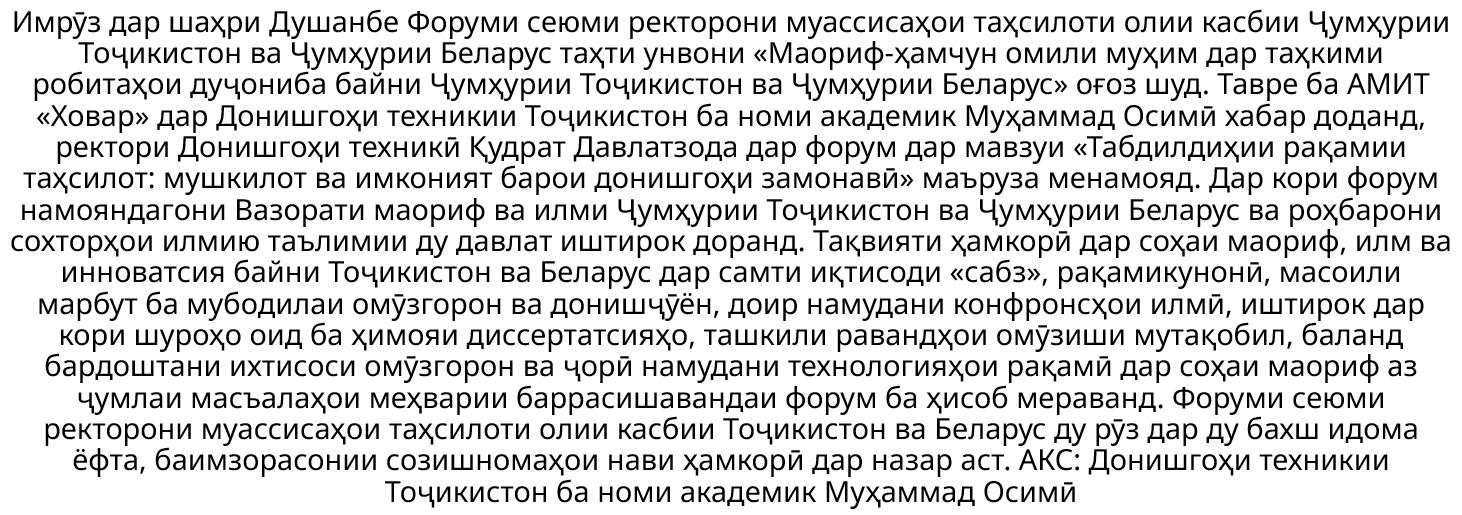 Имрӯз дар шаҳри Душанбе Форуми сеюми ректорони муассисаҳои таҳсилоти олии касбии Ҷумҳурии
Тоҷикистон ва Ҷумҳурии Беларус таҳти унвони «Маориф-ҳамчун омили муҳим дар таҳкими
робитаҳои дуҷониба байни Ҷумҳурии Тоҷикистон ва Ҷумҳурии Беларус» оғоз шуд. Тавре ба АМИТ
«Ховар» дар Донишгоҳи техникии Тоҷикистон ба номи академик Муҳаммад Осимӣ хабар доданд,
ректори Донишгоҳи техникӣ Қудрат Давлатзода дар форум дар мавзуи «Табдилдиҳии рақамии
таҳсилот: мушкилот ва имконият барои донишгоҳи замонавӣ» маъруза менамояд. Дар кори форум
намояндагони Вазорати маориф ва илми Ҷумҳурии Тоҷикистон ва Ҷумҳурии Беларус ва роҳбарони
сохторҳои илмию таълимии ду давлат иштирок доранд. Тақвияти ҳамкорӣ дар соҳаи маориф, илм ва
инноватсия байни Тоҷикистон ва Беларус дар самти иқтисоди «сабз», рақамикунонӣ, масоили
марбут ба мубодилаи омӯзгорон ва донишҷӯён, доир намудани конфронсҳои илмӣ, иштирок дар
кори шуроҳо оид ба ҳимояи диссертатсияҳо, ташкили равандҳои омӯзиши мутақобил, баланд
бардоштани ихтисоси омӯзгорон ва ҷорӣ намудани технологияҳои рақамӣ дар соҳаи маориф аз
ҷумлаи масъалаҳои меҳварии баррасишавандаи форум ба ҳисоб мераванд. Форуми сеюми
ректорони муассисаҳои таҳсилоти олии касбии Тоҷикистон ва Беларус ду рӯз дар ду бахш идома
ёфта, баимзорасонии созишномаҳои нави ҳамкорӣ дар назар аст. АКС: Донишгоҳи техникии
Тоҷикистон ба номи академик Муҳаммад Осимӣ